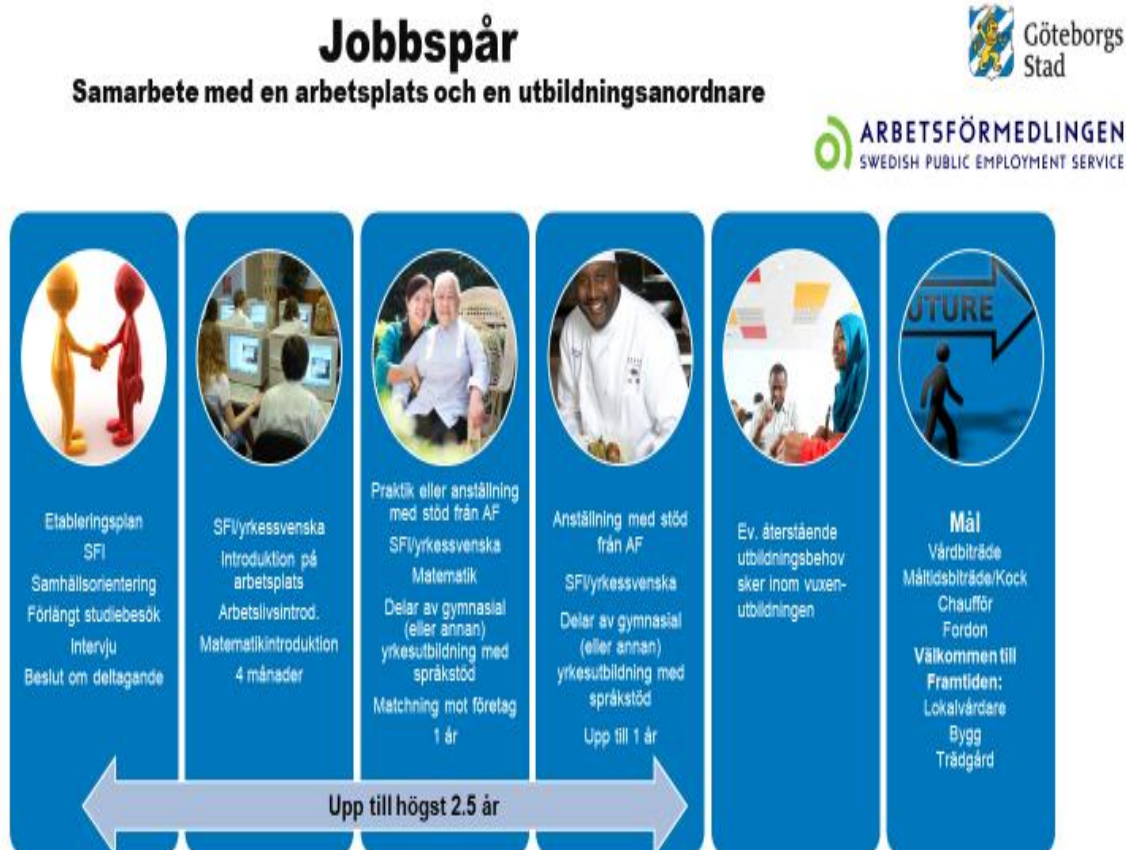 Jobbspår
Samarbete med en arbetsplats och en utbildningsanordnare
Göteborgs
Stad
ARBETSFÖRMEDLINGEN
SWEDISH PUBLIC EMPLOYMENT SERVICE
Etableringsplan
SFI
Samhällsorientering
Förlängt studiebesök
Intervju
Beslut om deltagande
SFI/yrkessvenska
Introduktion på
arbetsplats
Arbetslivsintrod.
Matematikintroduktion
4 månader
Praktik eller anställning
med stöd från AF
SFI/yrkessvenska
Matematik
Delar av gymnasial
(eller annan)
yrkesutbildning med
språkstöd
Matchning mot företag
1 år
Anställning med stöd
från AF
SFI/yrkessvenska
Delar av gymnasial
(eller annan)
yrkesutbildning med
språkstöd
Upp till 1 år
Ev. återstående
utbildningsbehov
sker inom vuxen-
utbildningen
UTURE
Mål
Vårdbiträde
Måltidsbiträde/Kock
Chaufför
Fordon
Välkommen till
Framtiden:
Lokalvårdare
Bygg
Trädgård
Upp till högst 2.5 år